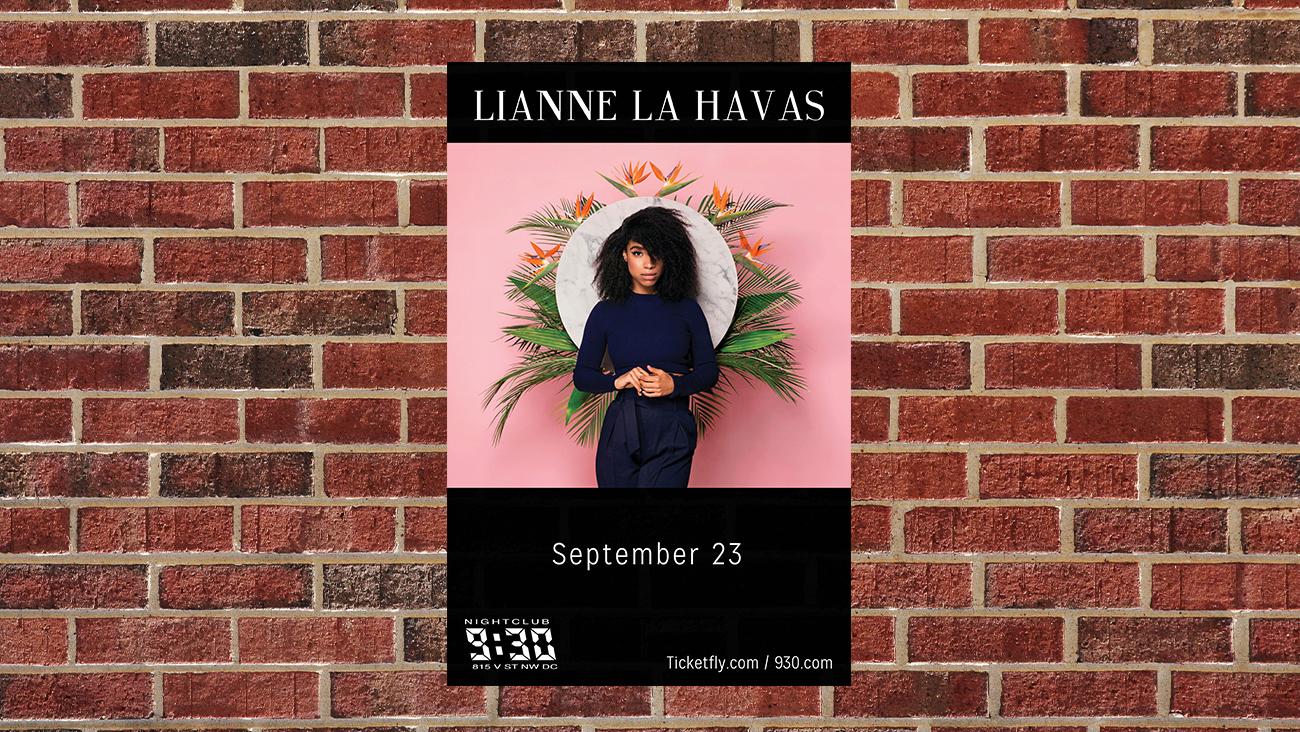 LIANNE LA HAVAS
September 23
NIGHTCLUB
9:30
815 V ST NW DC
Ticketfly.com / 930.com